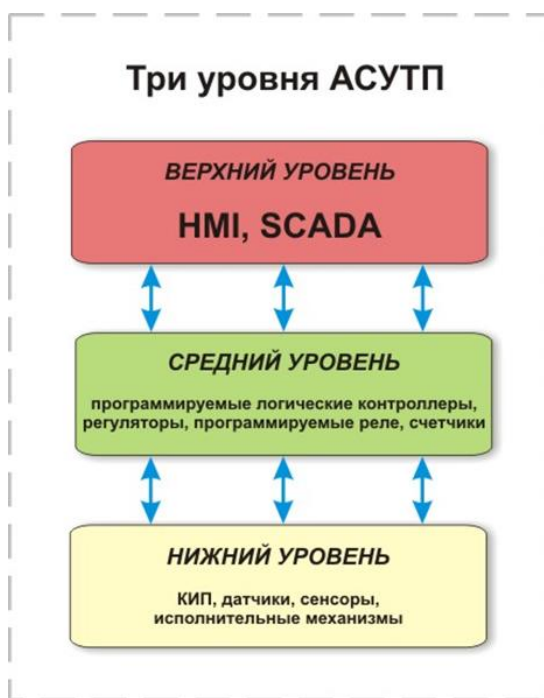 Три уровня АСУТП
ВЕРХНИЙ УРОВЕНЬ
HMI, SCADA
СРЕДНИЙ УРОВЕНЬ
программируемые логические контроллеры,
регуляторы, программируемые реле, счетчики
НИЖНИЙ УРОВЕНЬ
КИП, датчики, сенсоры,
исполнительные механизмы